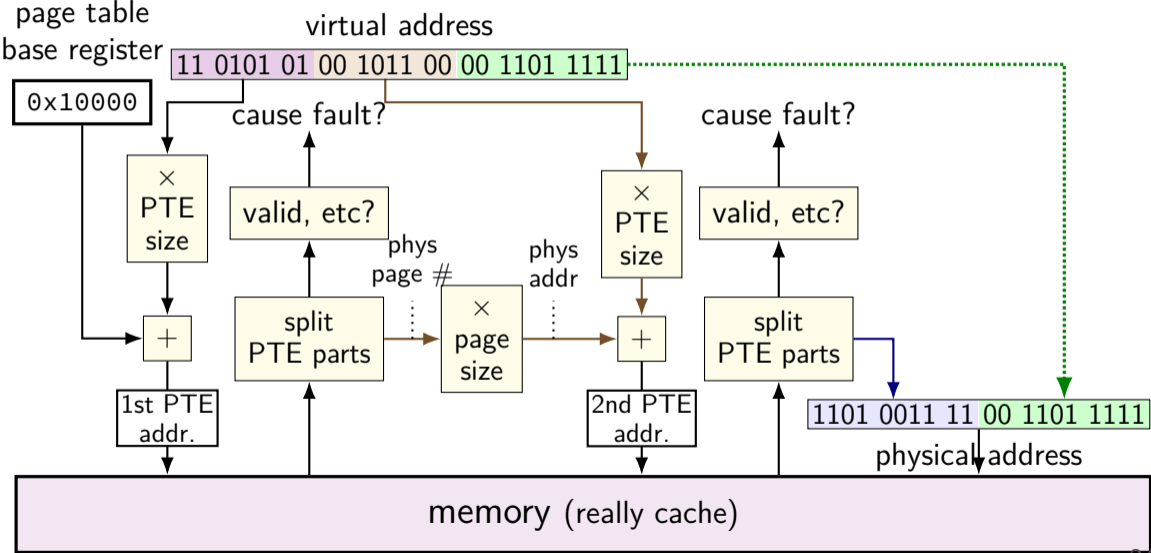 page table
base register
virtual address
11 0101 01 00 1011 00 00 1101 1111
0x10000
cause fault?
cause fault?
×
PTE
size
valid, etc?
×
PTE
size
valid, etc?
phys
page #
phys
addr
+
split
PTE parts
×
page
size
+
split
PTE parts
1st PTE
addr.
2nd PTE
addr.
1101 0011 11 00 1101 1111
physical address
memory (really cache)